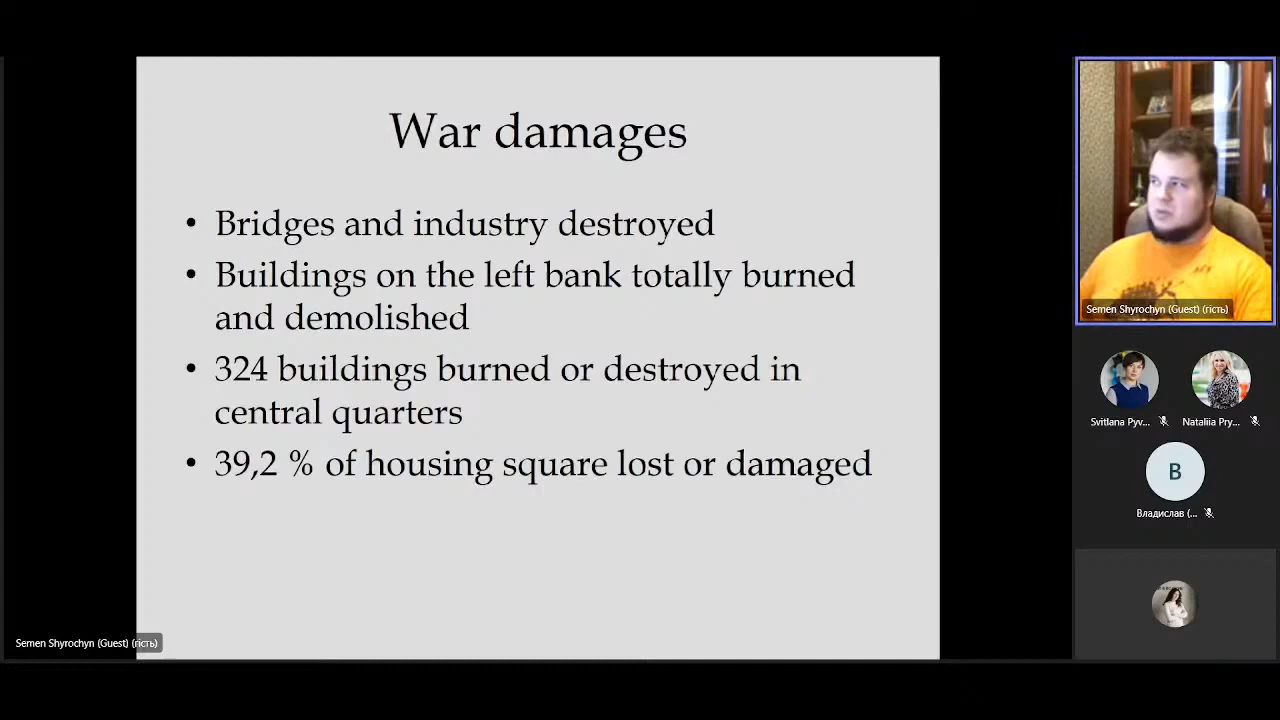 War damages
• Bridges and industry destroyed
• Buildings on the left bank totally burned
and demolished
• 324 buildings burned or destroyed in
central quarters
• 39,2 % of housing square lost or damaged
Semen Shyrochyn (Guest) (гість)
Semen Shyrochyn (Guest) (гість)
Svitlana Pyv...
Nataliia Pry...
В
Владислав (...